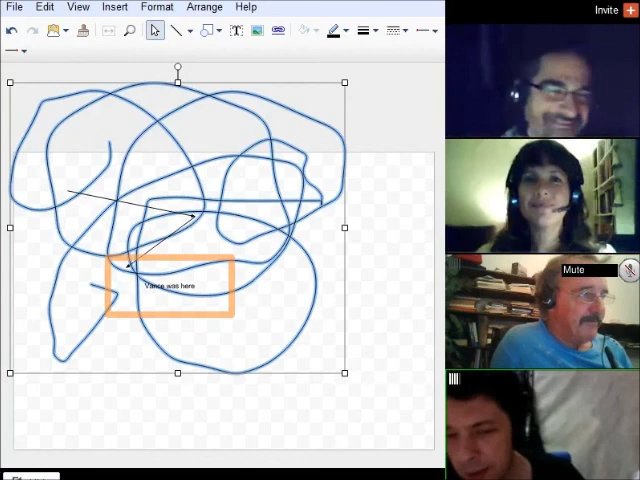 File Edit View Insert Format Arrange Help
Invite
T
Vance was here
Mute